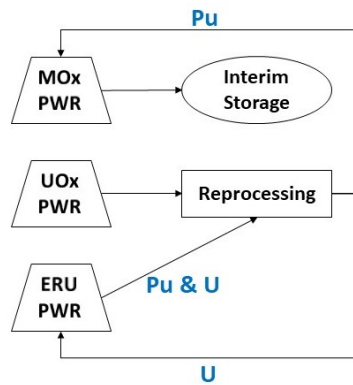 Pu
MOx
PWR
Interim
Storage
UOx
PWR
Reprocessing
Pu & U
ERU
PWR
U